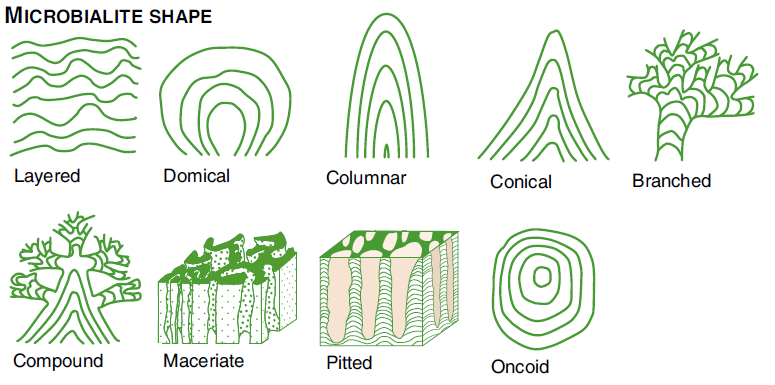 MICROBIALITE SHAPE
Layered
Domical
Columnar
Conical
Branched
Compound
Maceriate
Pitted
Oncoid